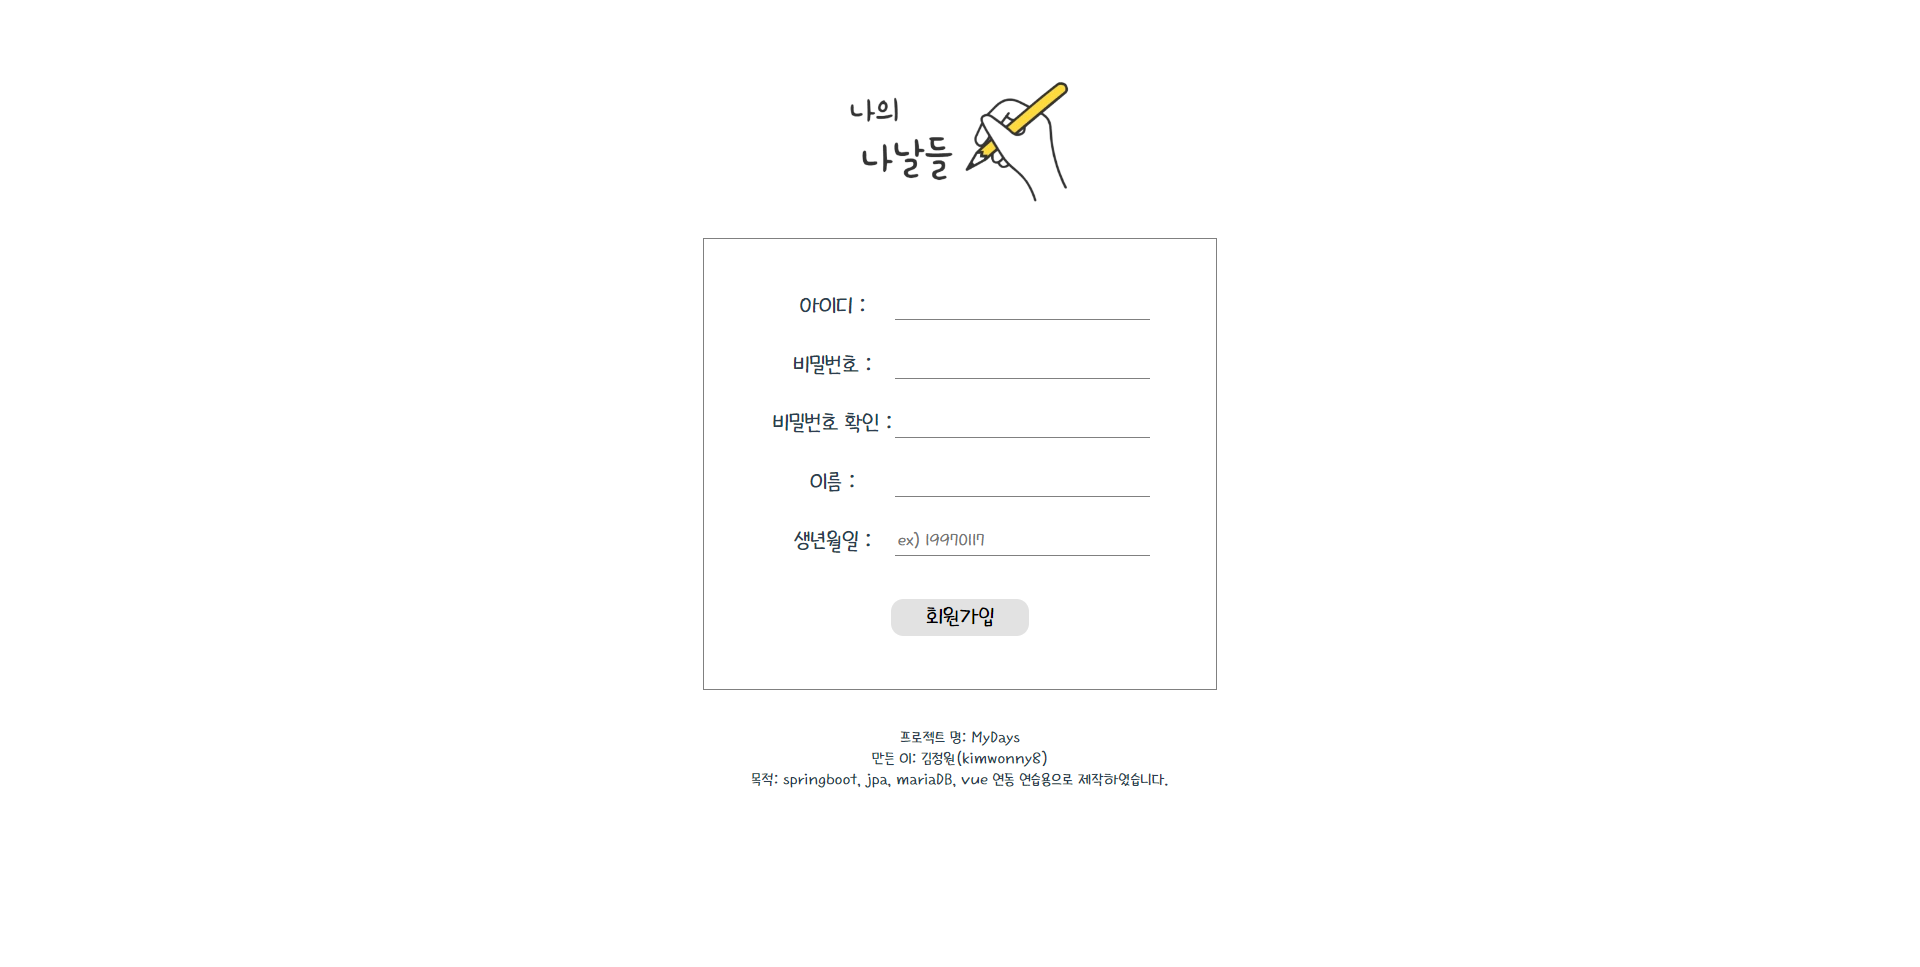 나의
나날들
아이디 :
비밀번호 :
비밀번호 확인 :
이름 :
생년월일 : ex) 19970117
회원가입
프로젝트 명: MyDays
만든 이: 김정원(kimwonny8)
목적: springboot, jpa, mariaDB, vue 연동 연습용으로 제작하였습니다.